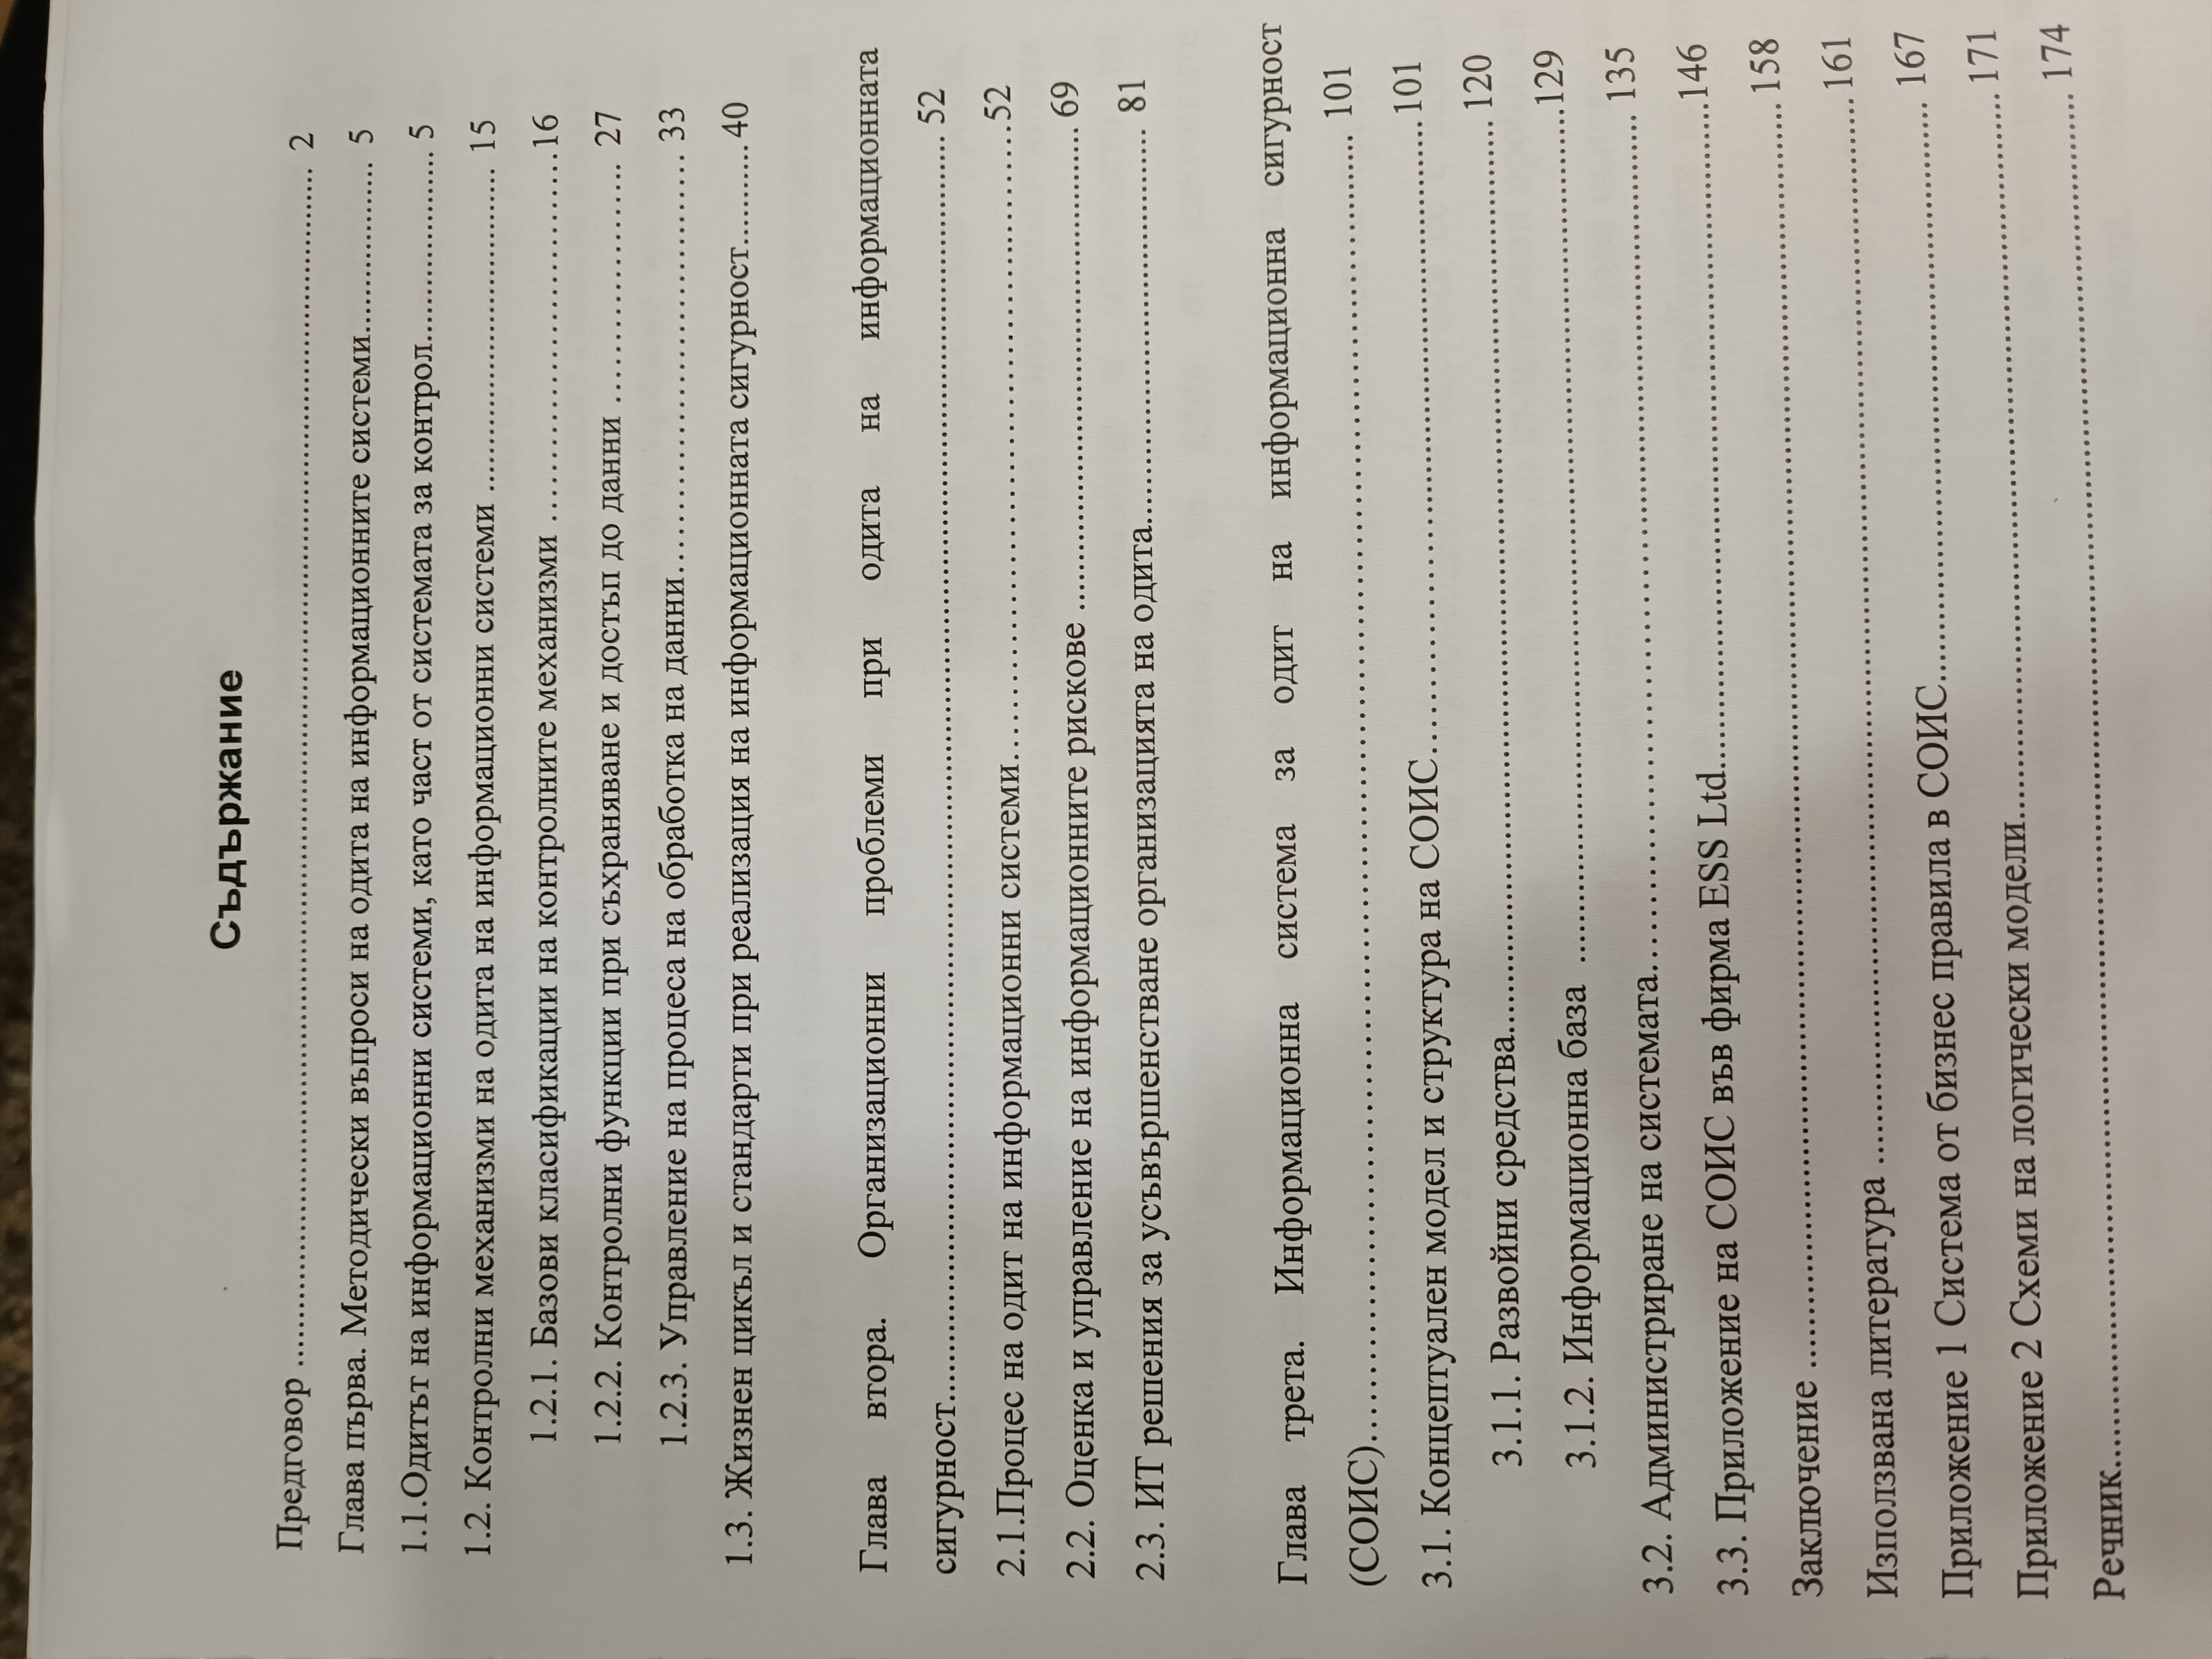 Съдържание
Предговор ........................................ 2
Глава първа. Методически въпроси на одита на информационните системи................ 5
1.1.Одитът на информационни системи, като част от системата за контрол.................. 5
1.2. Контролни механизми на одита на информационни системи ........................ 15
1.2.1. Базови класификации на контролните механизми ........................16
1.2.2. Контролни функции при съхраняване и достъп до данни .................. 27
1.2.3. Управление на процеса на обработка на данни........................ 33
1.3. Жизнен цикъл и стандарти при реализация на информационната сигурност.........40
Глава втора. Организационни проблеми при одита на информационната
сигурност........................................ 52
2.1.Процес на одит на информационни системи........................52
2.2. Оценка и управление на информационните рискове ........................ 69
2.3. ИТ решения за усъвършенстване организацията на одита........................ 81
Глава трета. Информационна система за одит на информационна сигурност
(СОИС)........................................ 101
3.1. Концептуален модел и структура на СОИС........................101
3.1.1. Развойни средства........................ 120
3.1.2. Информационна база ........................129
3.2. Администриране на системата........................ 135
3.3. Приложение на СОИС във фирма ESS Ltd........................146
Заключение ........................................ 158
Използвана литература ........................................ 161
Приложение 1 Система от бизнес правила в СОИС........................ 167
Приложение 2 Схеми на логически модели........................ 171
Речник........................................ 174